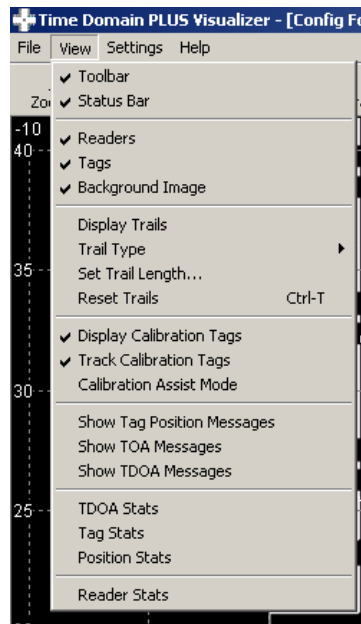 Time Domain PLUS Visualizer - [Config Fo
File View Settings Help
Toolbar
Zo
Status Bar
-10
Readers
40
Tags
Background Image
Display Trails
Trail Type
35
Set Trail Length...
Reset Trails Ctrl-T
Display Calibration Tags
Track Calibration Tags
30
Calibration Assist Mode
Show Tag Position Messages
Show TOA Messages
Show TDOA Messages
25
TDOA Stats
Tag Stats
Position Stats
Reader Stats